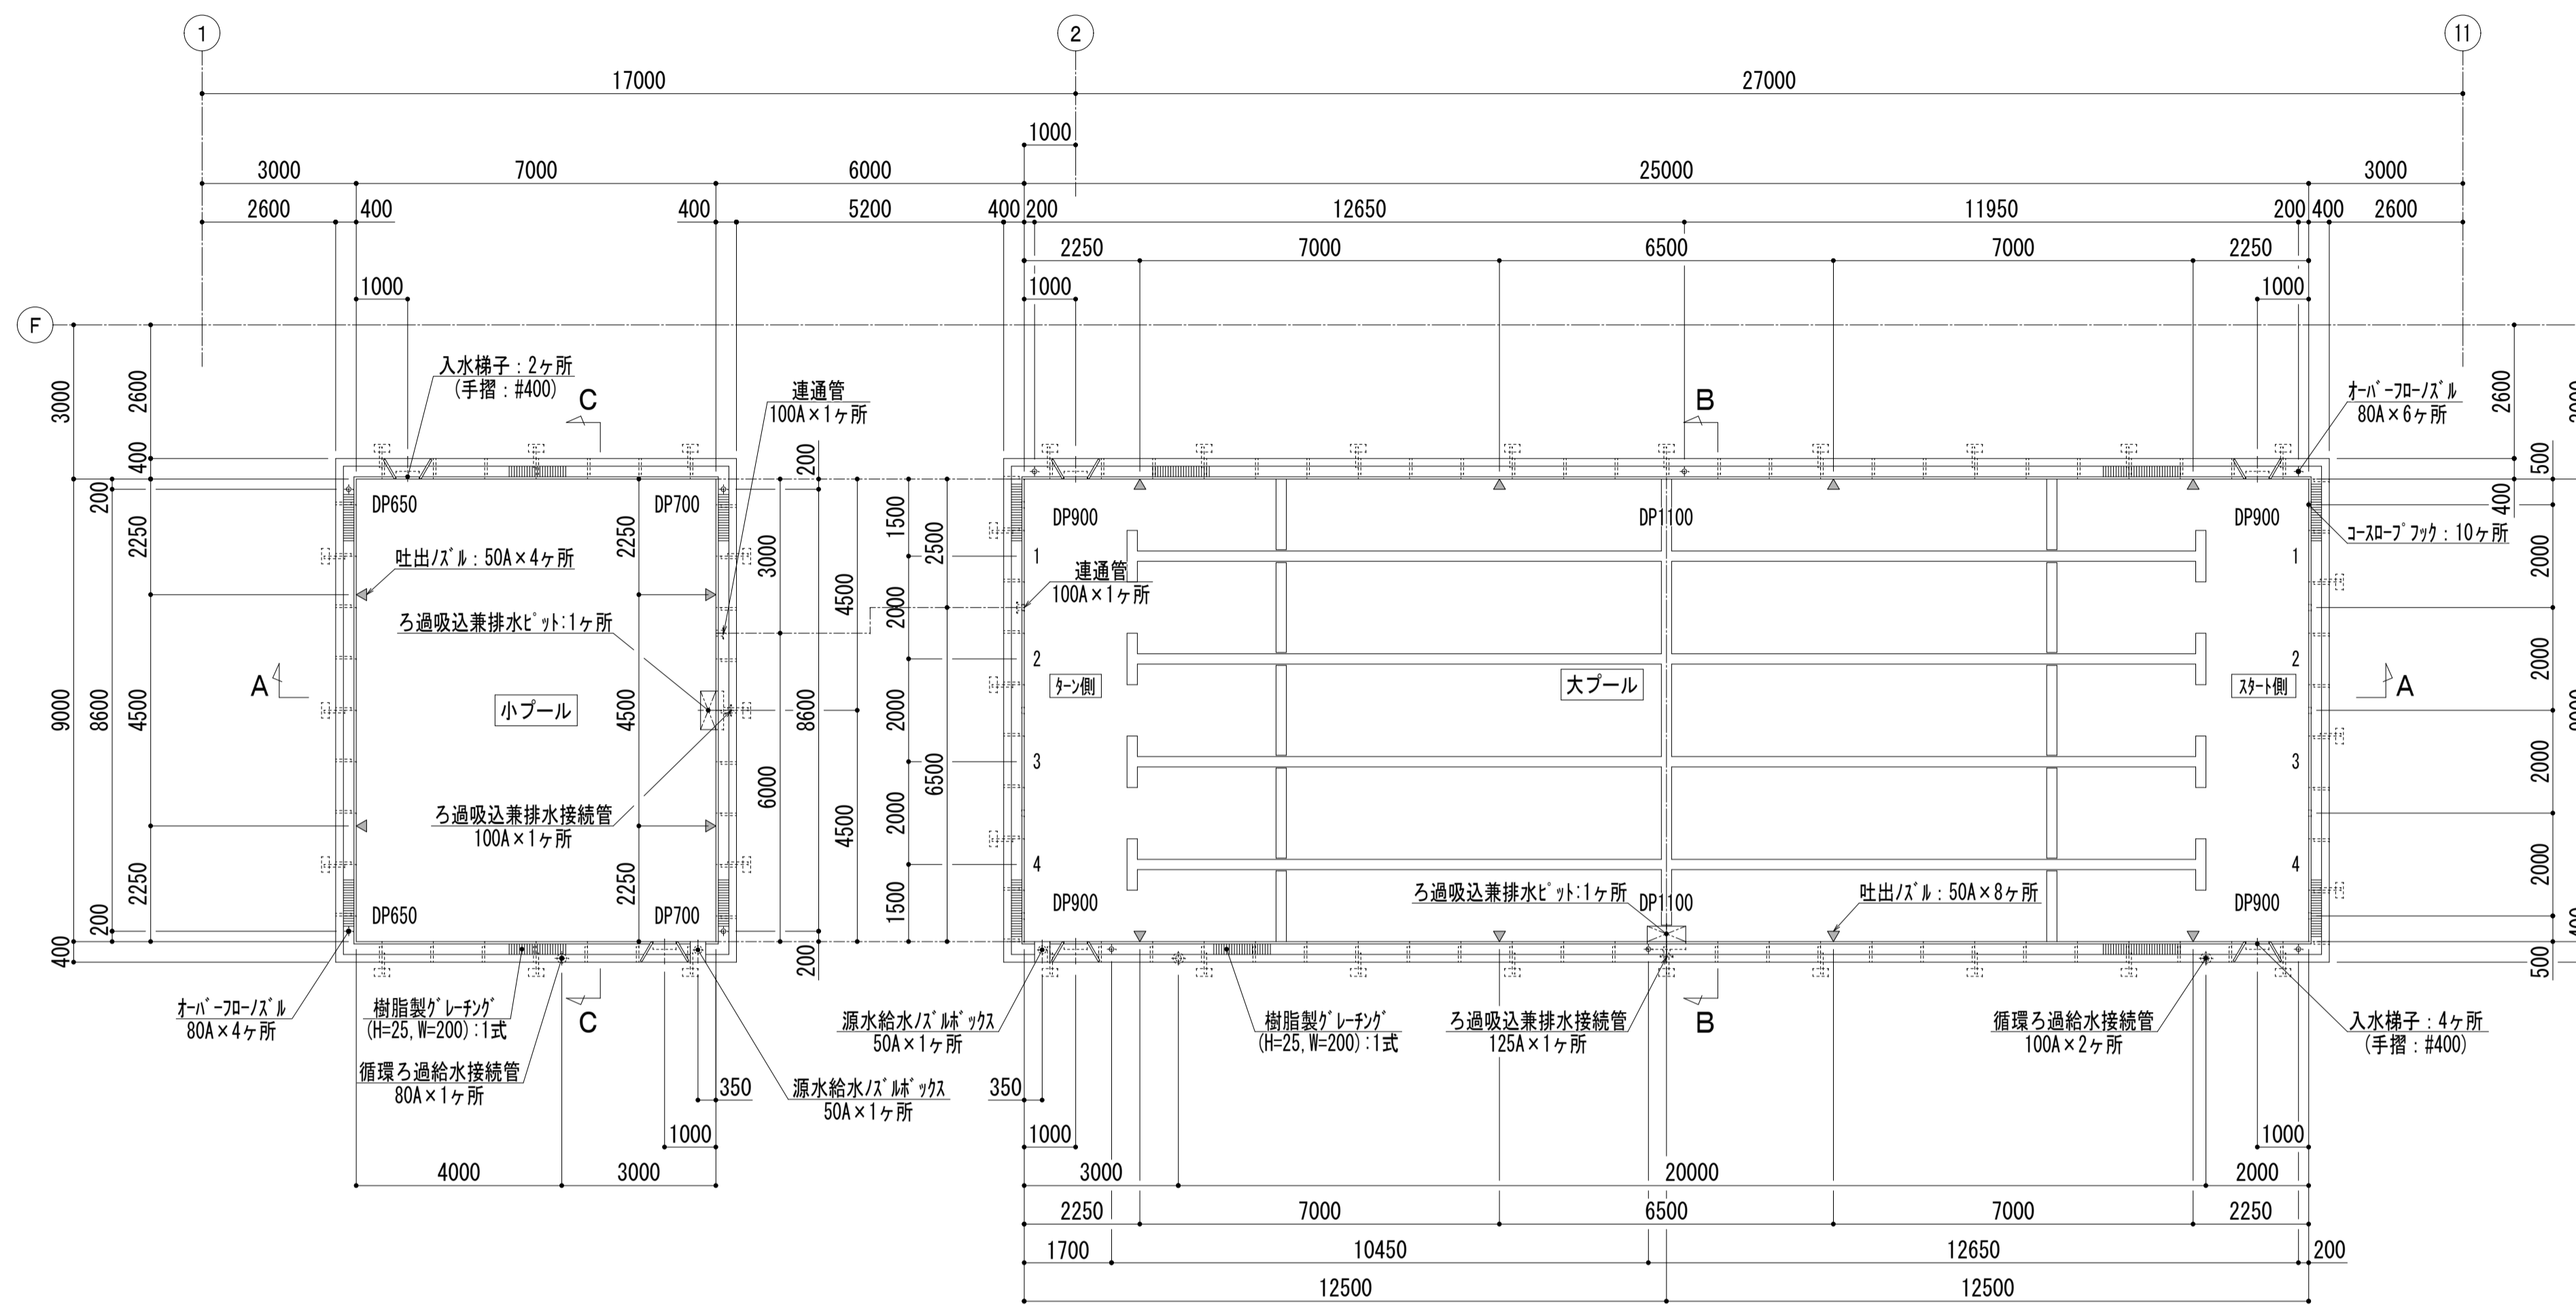 1
2
11
17000
27000
1000
3000
7000
6000
25000
3000
2600
400
400
5200
400
200
12650
11950
200
400
2600
2250
7000
6500
7000
2250
1000
1000
1000
F
入水梯子：2ヶ所
(手摺：#400)
C
連通管
100A×1ヶ所
B
オーバーフローノズル
80A×6ヶ所
3000
2600
400
200
2600
500
400
200
2250
DP650
DP700
2250
3000
4500
1500
2500
2000
DP900
DP1100
DP900
コースロープフック：10ヶ所
1
1
2000
吐出ノズル：50A×4ヶ所
連通管
100A×1ヶ所
ろ過吸込兼排水ピット:1ヶ所
2
2
2000
A
ターン側
大プール
スタート側
A
小プール
9000
8600
4500
4500
8600
2000
6000
6500
3
3
2000
ろ過吸込兼排水接続管
100A×1ヶ所
4500
2000
4
4
2000
2250
2250
1500
ろ過吸込兼排水ピット:1ヶ所
吐出ノズル：50A×8ヶ所
DP650
DP700
DP900
DP1100
DP900
200
400
200
500
オーバーフローノズル
80A×4ヶ所
樹脂製グレーチング
(H=25,W=200):1式
C
源水給水ノズルボックス
50A×1ヶ所
樹脂製グレーチング
(H=25,W=200):1式
ろ過吸込兼排水接続管
125A×1ヶ所
B
循環ろ過給水接続管
100A×2ヶ所
入水梯子：4ヶ所
(手摺：#400)
循環ろ過給水接続管
80A×1ヶ所
350
源水給水ノズルボックス
50A×1ヶ所
350
1000
1000
1000
4000
3000
3000
20000
2000
2250
7000
6500
7000
2250
1700
10450
12650
200
12500
12500